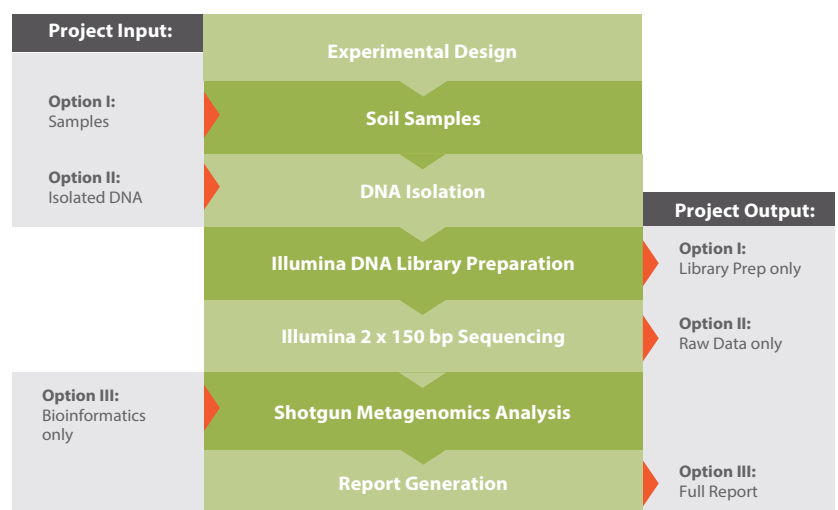 Project Input:
Experimental Design
Option I:
Samples
Soil Samples
Option II:
Isolated DNA
DNA Isolation
Project Output:
Illumina DNA Library Preparation
Option I:
Library Prep only
Illumina 2 x 150 bp Sequencing
Option II:
Raw Data only
Option III:
Bioinformatics
only
Shotgun Metagenomics Analysis
Report Generation
Option III:
Full Report